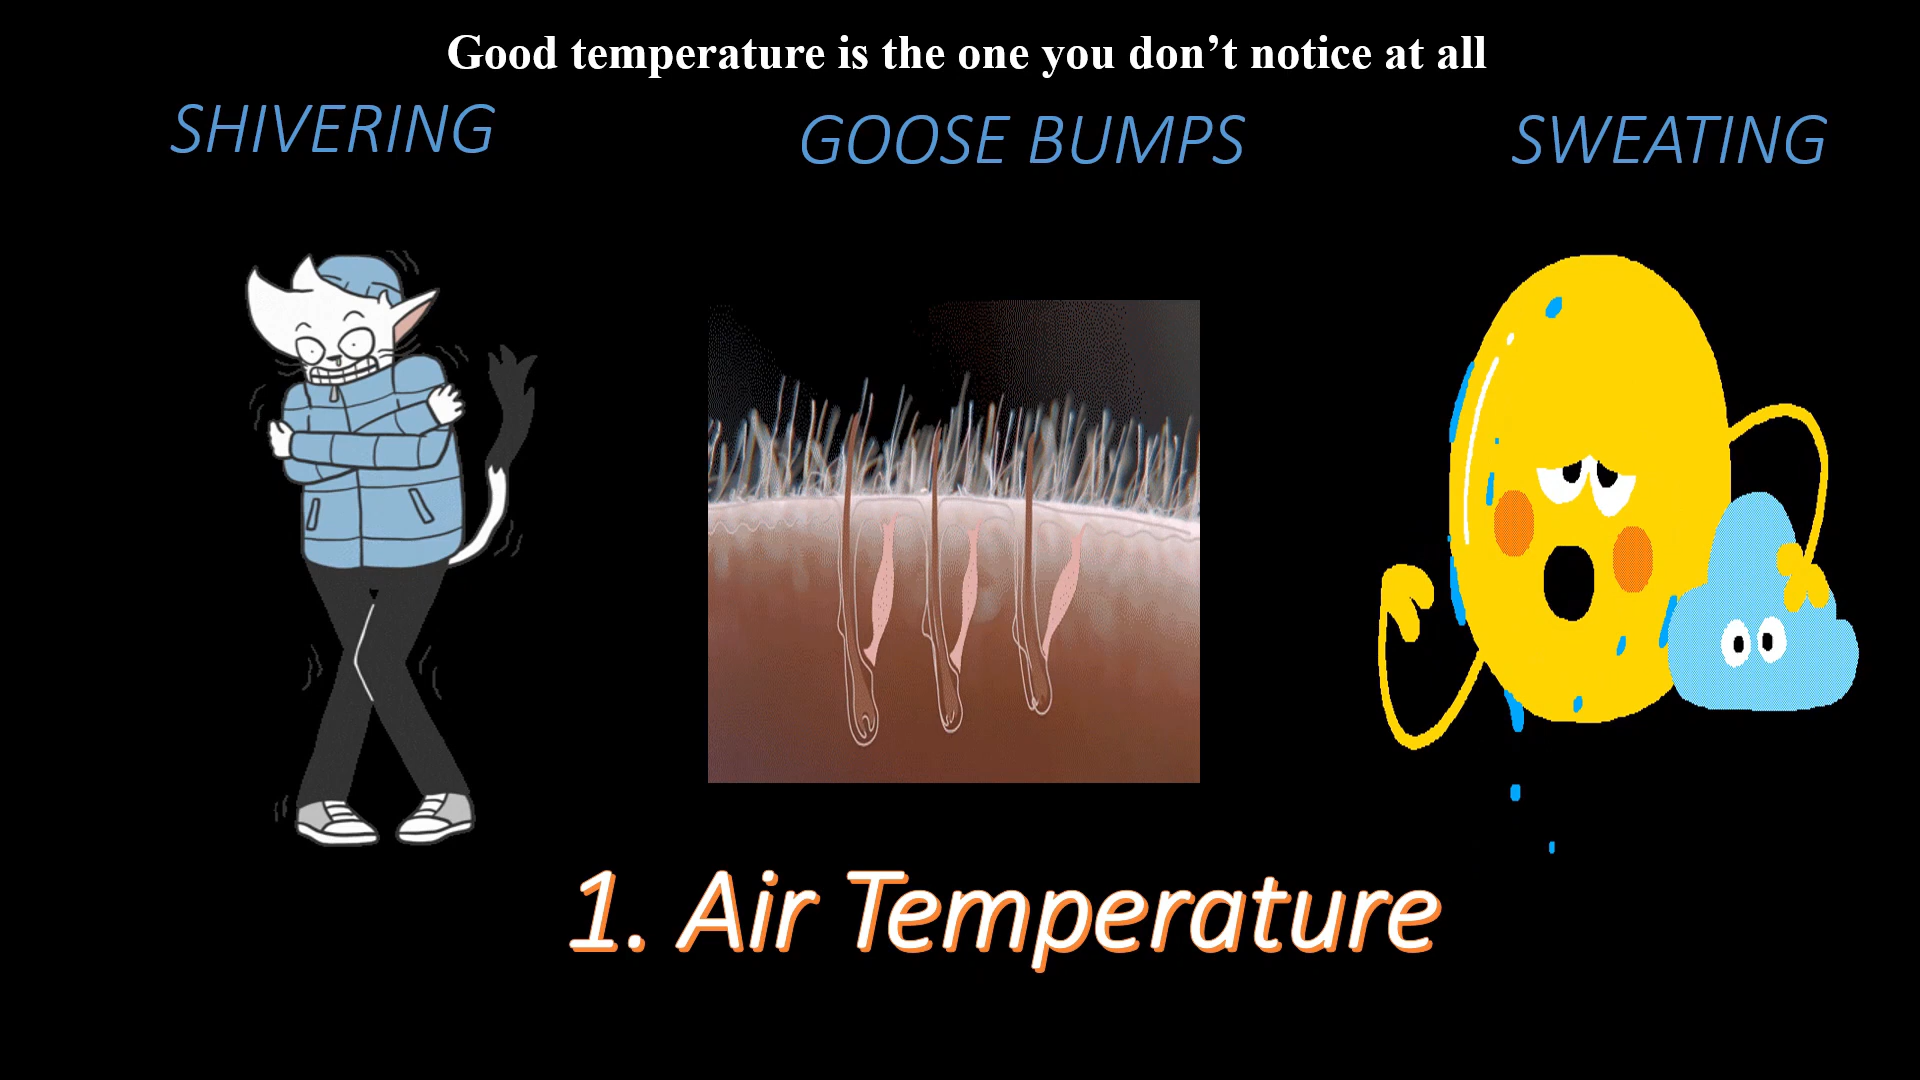 Good temperature is the one you don’t notice at all
SHIVERING
GOOSE BUMPS
SWEATING
1. Air Temperature